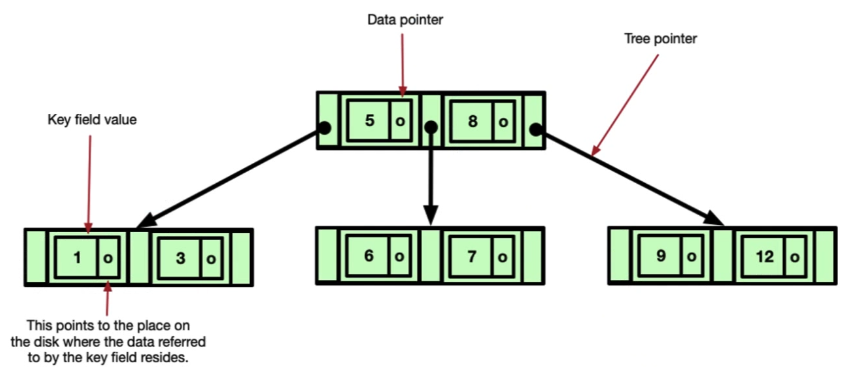 Data pointer
Tree pointer
Key field value
5 o 8 o
1 o 3 o
6 o 7 o
9 o 12 o
This points to the place on
the disk where the data referred
to by the key field resides.